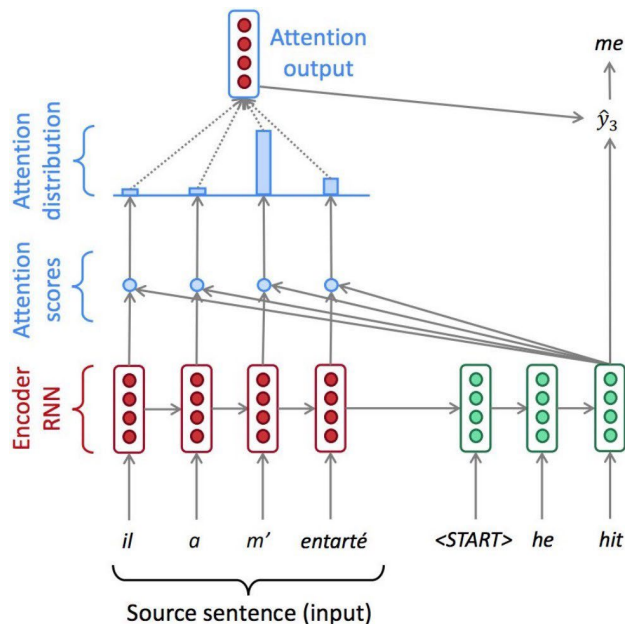 Attention
output
me
ŷ₃
Attention
distribution
Attention
scores
Encoder
RNN
il a m’ entarté <START> he hit
Source sentence (input)